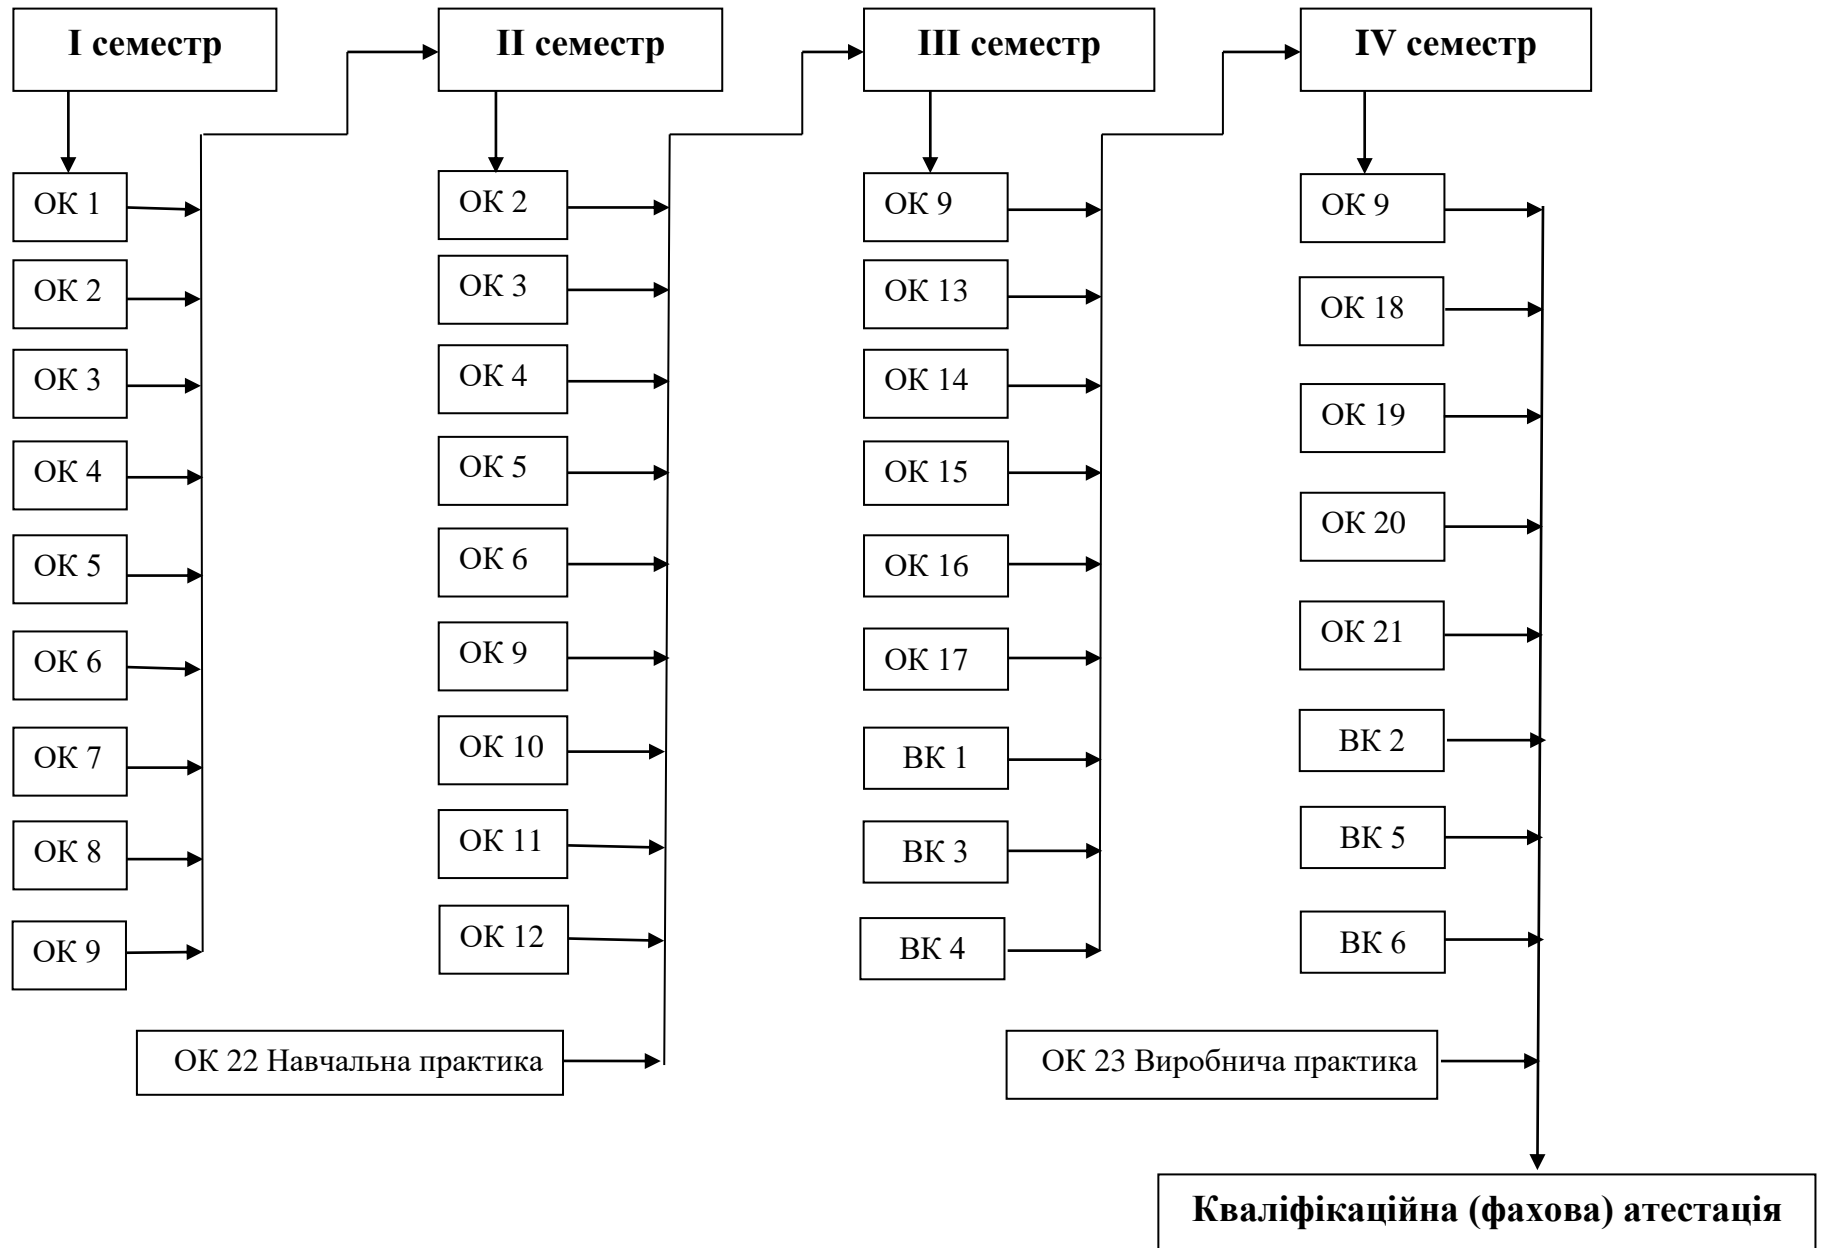 I семестр
II семестр
III семестр
IV семестр
ОК 1
ОК 2
ОК 3
ОК 4
ОК 5
ОК 6
ОК 7
ОК 8
ОК 9
ОК 2
ОК 3
ОК 4
ОК 5
ОК 6
ОК 9
ОК 10
ОК 11
ОК 12
ОК 22 Навчальна практика
ОК 9
ОК 13
ОК 14
ОК 15
ОК 16
ОК 17
ВК 1
ВК 3
ВК 4
ОК 9
ОК 18
ОК 19
ОК 20
ОК 21
ВК 2
ВК 5
ВК 6
ОК 23 Виробнича практика
Кваліфікаційна (фахова) атестація